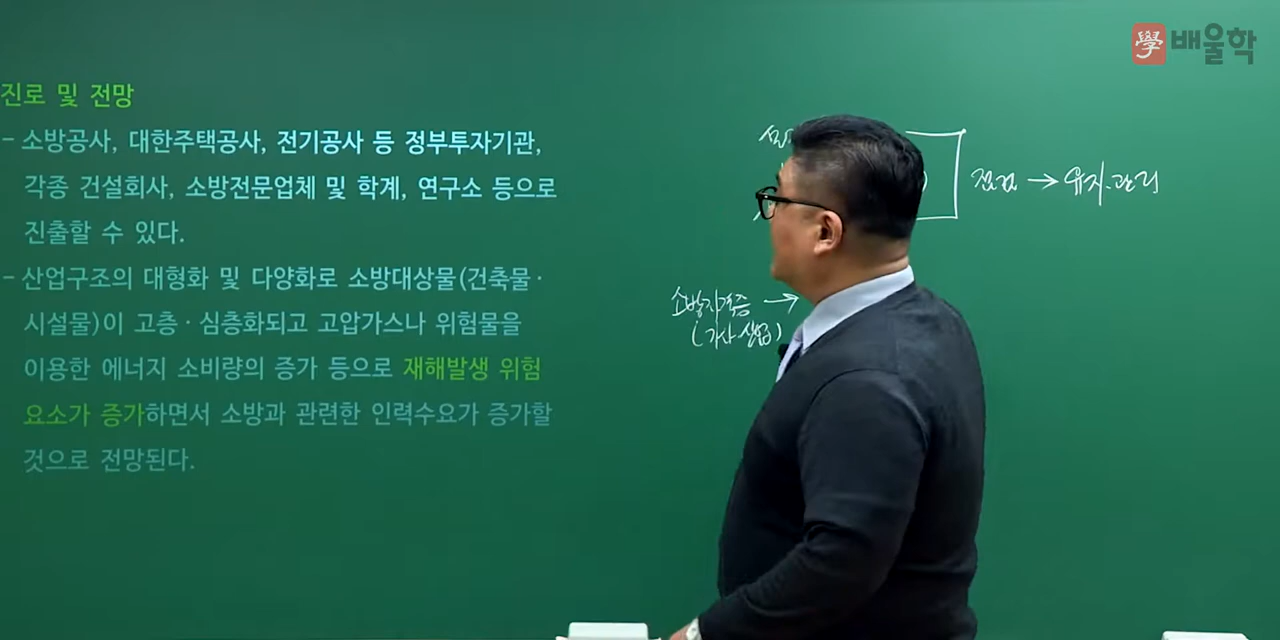 學 배울학
진로 및 전망
- 소방공사, 대한주택공사, 전기공사 등 정부투자기관,
각종 건설회사, 소방전문업체 및 학계, 연구소 등으로
진출할 수 있다.
- 산업구조의 대형화 및 다양화로 소방대상물(건축물·
시설물)이 고층·심층화되고 고압가스나 위험물을
이용한 에너지 소비량의 증가 등으로 재해발생 위험
요소가 증가하면서 소방과 관련한 인력수요가 증가할
것으로 전망된다.
점검 → 유지·관리
소방자격증 →